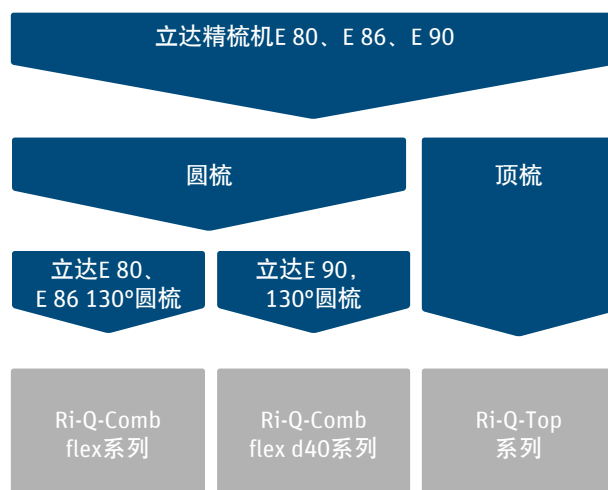 立达精梳机E 80、E 86、E 90
圆梳
顶梳
立达E 80、
E 86 130°圆梳
立达E 90，
130°圆梳
Ri-Q-Comb
flex系列
Ri-Q-Comb
flex d40系列
Ri-Q-Top
系列